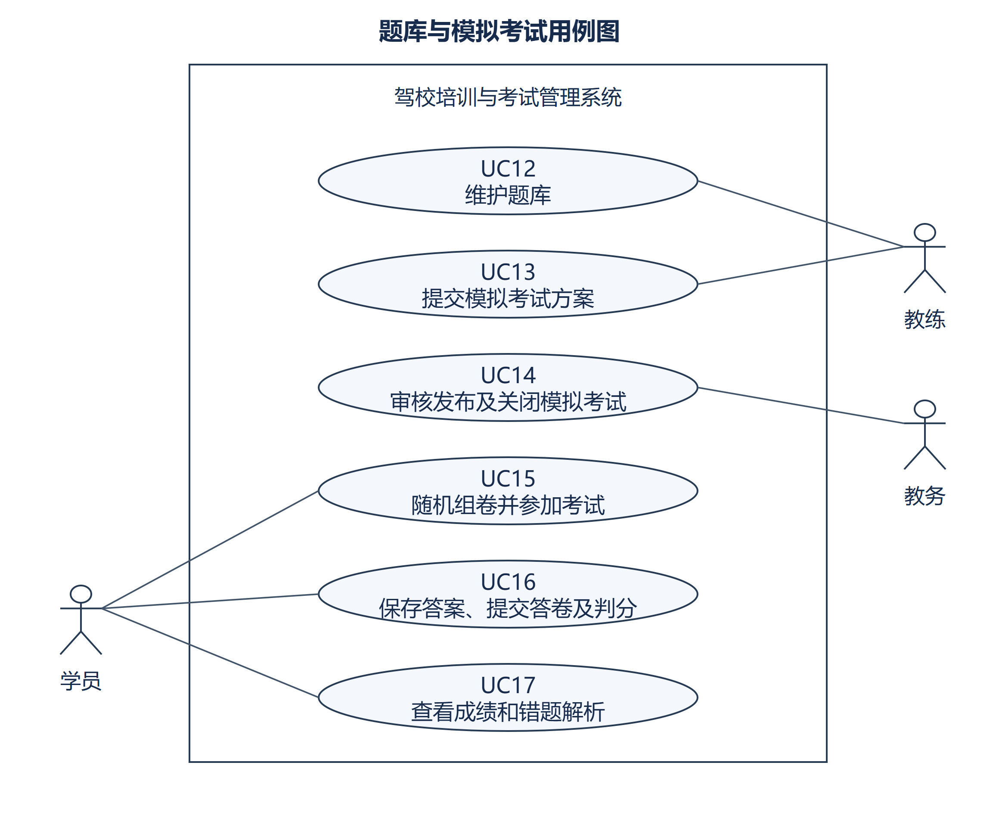 题库与模拟考试用例图
驾校培训与考试管理系统
UC12
维护题库
UC13
提交模拟考试方案
教练
UC14
审核发布及关闭模拟考试
教务
UC15
随机组卷并参加考试
UC16
保存答案、提交答卷及判分
学员
UC17
查看成绩和错题解析